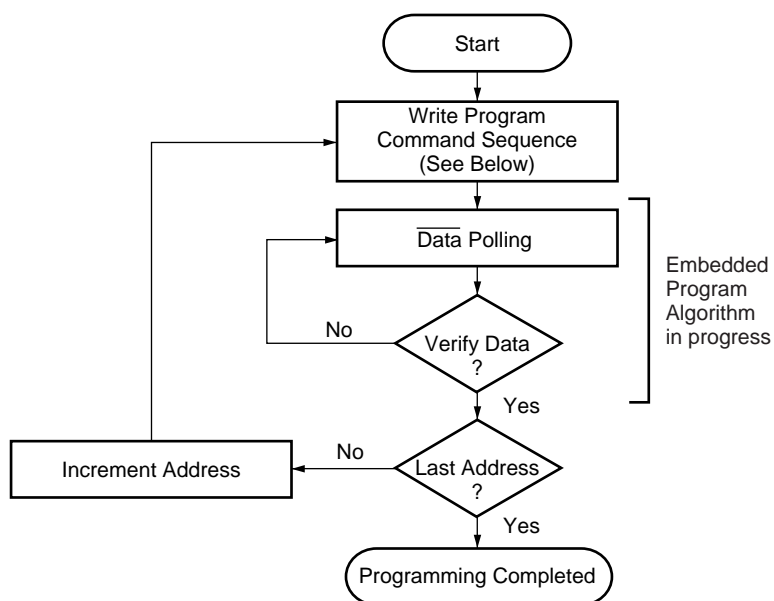 Start
Write Program
Command Sequence
(See Below)
Data Polling
Embedded
Program
Algorithm
in progress
No
Verify Data
?
Yes
No
Increment Address
Last Address
?
Yes
Programming Completed